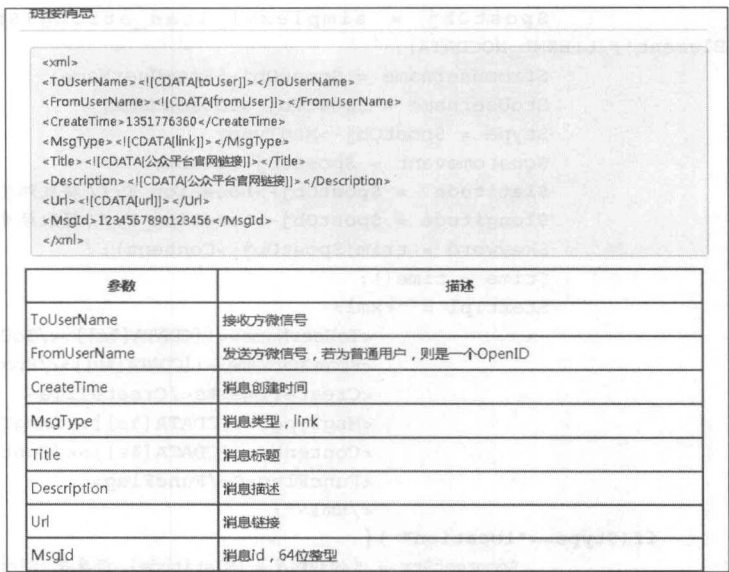 链接消息
<xml>
<ToUserName><![CDATA[toUser]]></ToUserName>
<FromUserName><![CDATA[fromUser]]></FromUserName>
<CreateTime>1351776360</CreateTime>
<MsgType><![CDATA[link]]></MsgType>
<Title><![CDATA[公众平台官网链接]]></Title>
<Description><![CDATA[公众平台官网链接]]></Description>
<Url><![CDATA[url]]></Url>
<MsgId>1234567890123456</MsgId>
</xml>
参数 描述
ToUserName 接收方微信号
FromUserName 发送方微信号，若为普通用户，则是一个OpenID
CreateTime 消息创建时间
MsgType 消息类型，link
Title 消息标题
Description 消息描述
Url 消息链接
MsgId 消息id，64位整型